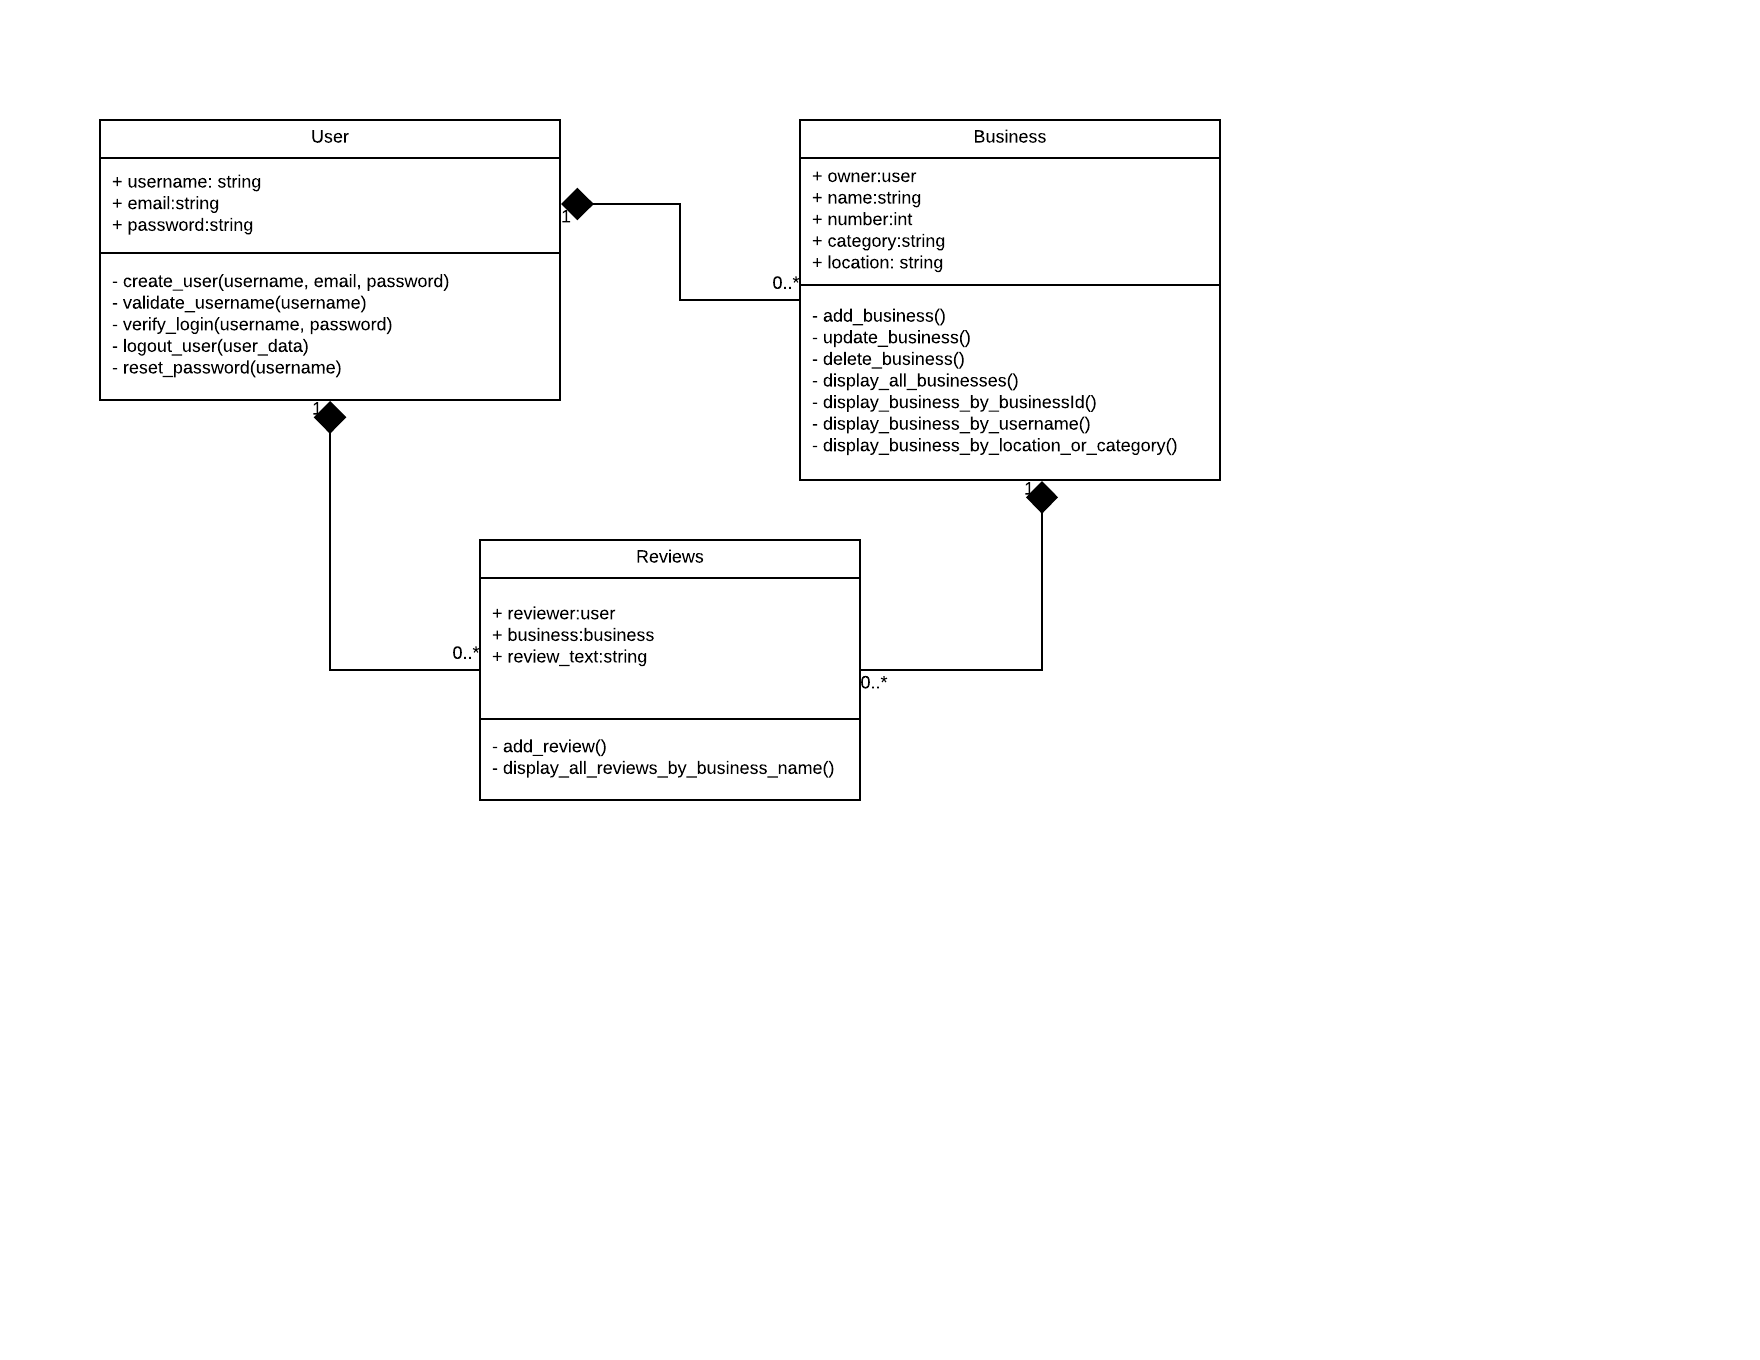 User
+ username: string
+ email:string
+ password:string
- create_user(username, email, password)
- validate_username(username)
- verify_login(username, password)
- logout_user(user_data)
- reset_password(username)
1
1
0..*
Business
+ owner:user
+ name:string
+ number:int
+ category:string
+ location: string
- add_business()
- update_business()
- delete_business()
- display_all_businesses()
- display_business_by_businessId()
- display_business_by_username()
- display_business_by_location_or_category()
1
Reviews
+ reviewer:user
+ business:business
+ review_text:string
0..*
0..*
- add_review()
- display_all_reviews_by_business_name()